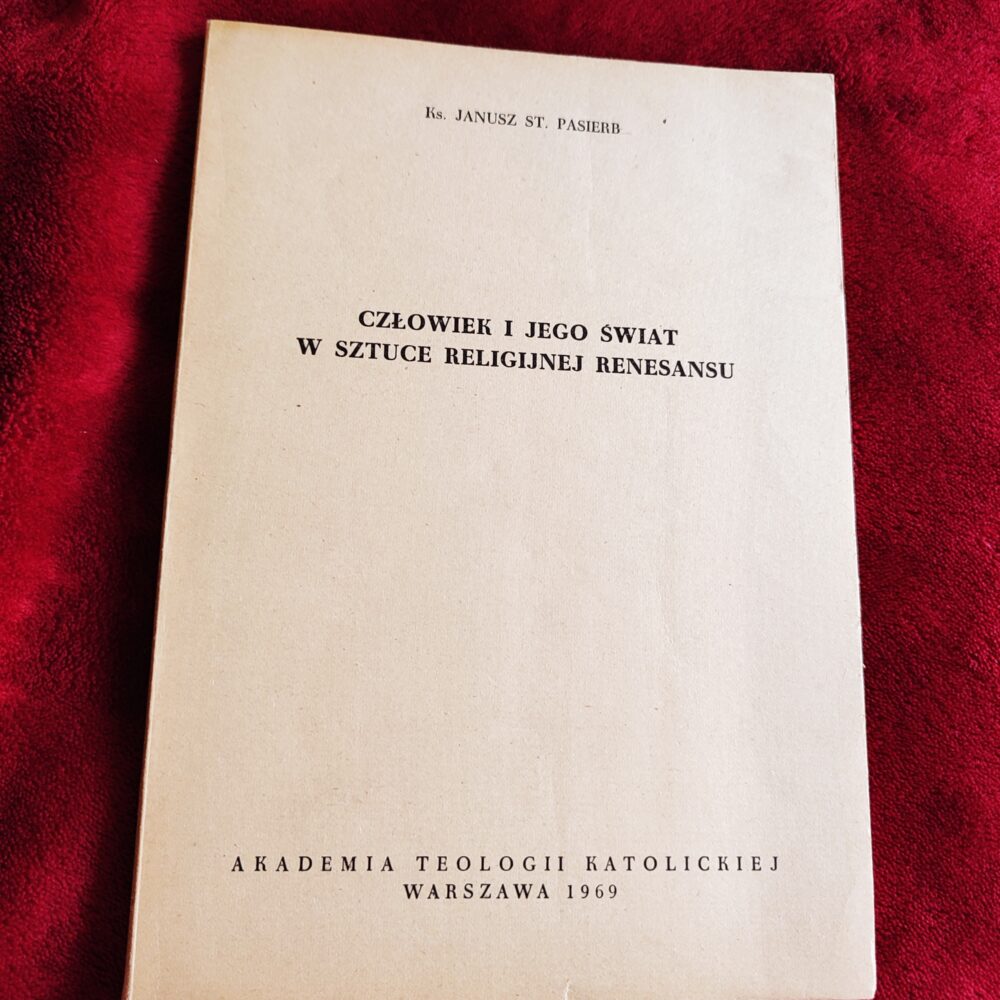 Ks. JANUSZ ST. PASIERB
CZŁOWIEK I JEGO ŚWIAT
W SZTUCE RELIGIJNEJ RENESANSU
AKADEMIA TEOLOGII KATOLICKIEJ
WARSZAWA 1969